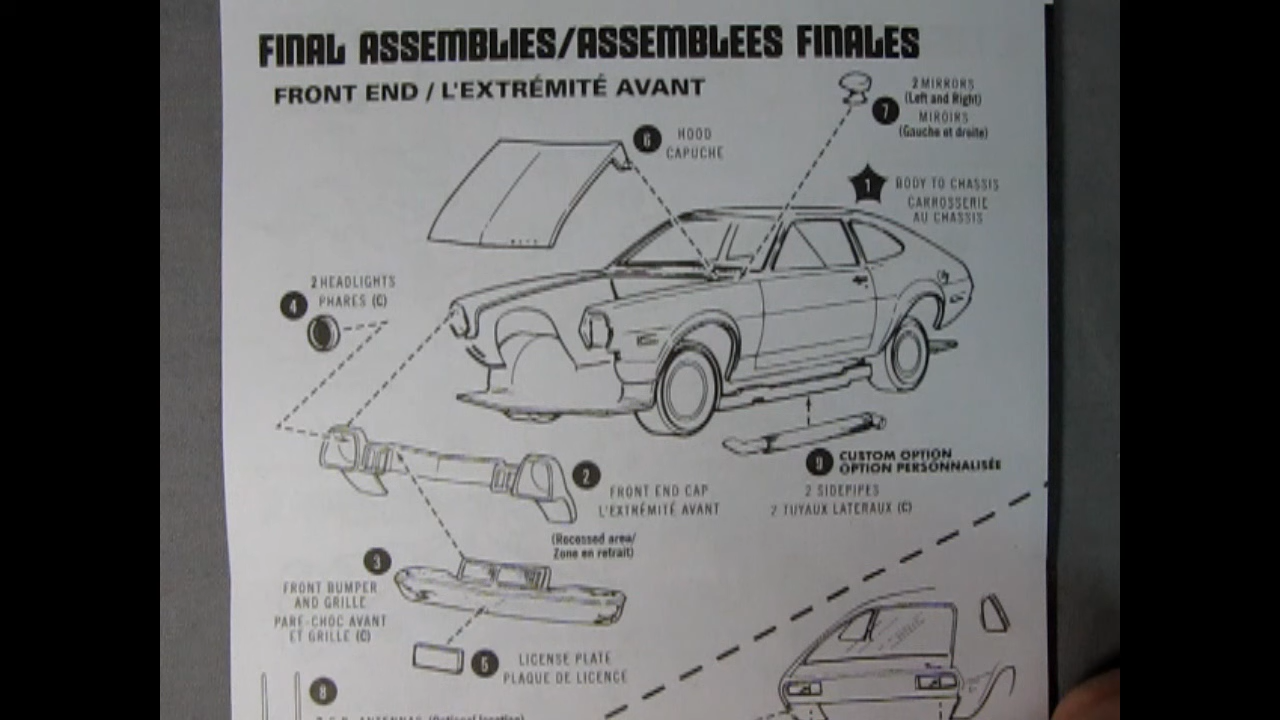 FINAL ASSEMBLIES/ASSEMBLEES FINALES
FRONT END / L'EXTRÉMITÉ AVANT
7
2 MIRRORS
(Left and Right)
MIROIRS
(Gauche et droite)
6
HOOD
CAPUCHE
1
BODY TO CHASSIS
CARROSSERIE
AU CHASSIS
4
2 HEADLIGHTS
PHARES (C)
9
CUSTOM OPTION
OPTION PERSONNALISÉE
2 SIDEPIPES
2 TUYAUX LATERAUX (C)
2
FRONT END CAP
L'EXTRÉMITÉ AVANT
(Recessed area/
Zone en retrait)
3
FRONT BUMPER
AND GRILLE
PARE-CHOC AVANT
ET GRILLE (C)
5
LICENSE PLATE
PLAQUE DE LICENCE
8
ANTENNAS (Optional location)